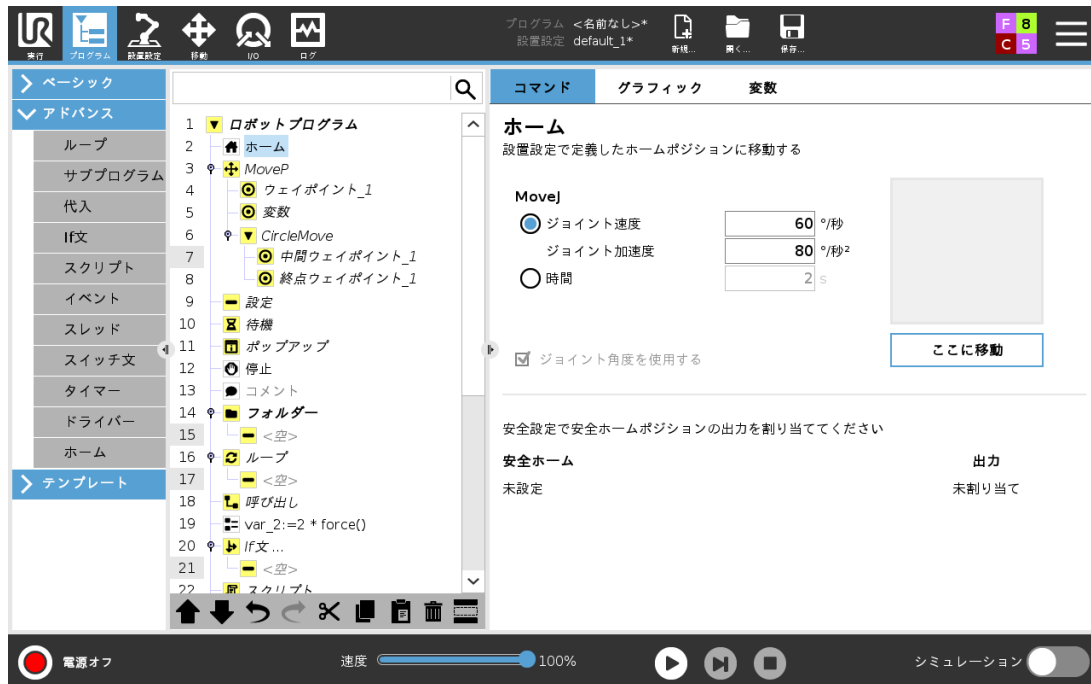 UR
実行
プログラム
設置設定
移動
I/O
ログ
プログラム <名前なし>*
設置設定 default_1*
新規...
開く...
保存...
F 8
C 5
ベーシック
アドバンス
ループ
サブプログラム
代入
If文
スクリプト
イベント
スレッド
スイッチ文
タイマー
ドライバー
ホーム
テンプレート
1 ロボットプログラム
2 ホーム
3 MoveP
4 ウェイポイント_1
5 変数
6 CircleMove
7 中間ウェイポイント_1
8 終点ウェイポイント_1
9 設定
10 待機
11 ポップアップ
12 停止
13 コメント
14 フォルダー
15 <空>
16 ループ
17 <空>
18 呼び出し
19 var_2:=2 * force()
20 If文 ...
21 <空>
22 スクリプト
コマンド グラフィック 変数
ホーム
設置設定で定義したホームポジションに移動する
MoveJ
ジョイント速度 60 °/秒
ジョイント加速度 80 °/秒²
時間 2 s
ここに移動
ジョイント角度を使用する
安全設定で安全ホームポジションの出力を割り当ててください
安全ホーム 出力
未設定 未割り当て
電源オフ
速度 100%
シミュレーション